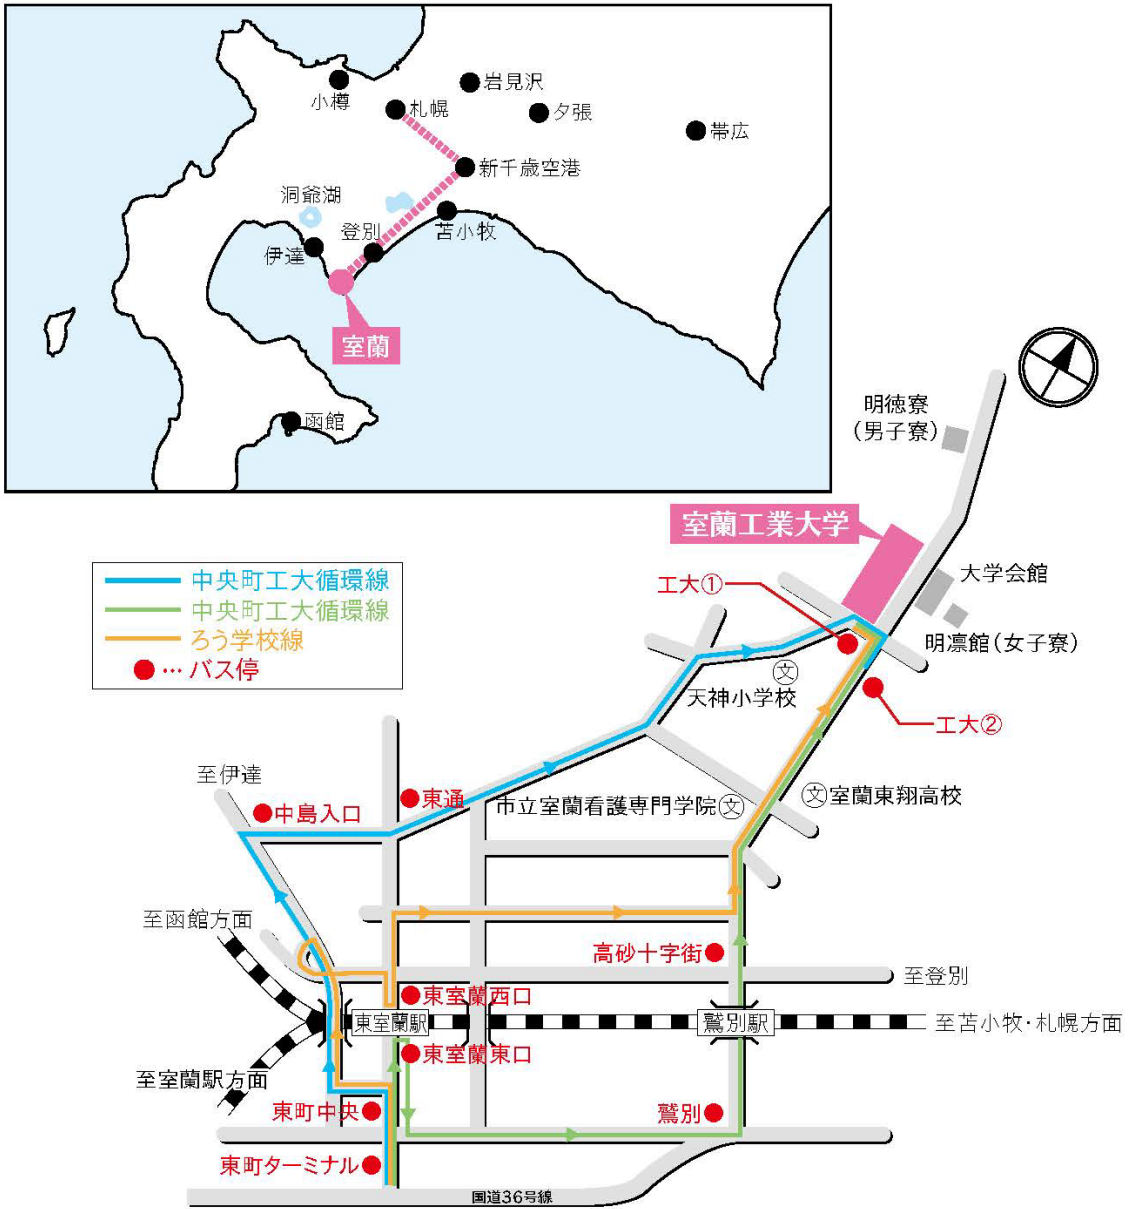 小樽
岩見沢
札幌
夕張
帯広
新千歳空港
洞爺湖
登別
苫小牧
伊達
室蘭
函館
明徳寮
(男子寮)
室蘭工業大学
中央町工大循環線
中央町工大循環線
ろう学校線
…バス停
工大①
大学会館
明凛館(女子寮)
文
天神小学校
工大②
至伊達
中島入口
東通
市立室蘭看護専門学院文
文室蘭東翔高校
至函館方面
高砂十字街
至登別
東室蘭西口
東室蘭駅
鷲別駅
至苫小牧・札幌方面
東室蘭東口
至室蘭駅方面
東町中央
鷲別
東町ターミナル
国道36号線